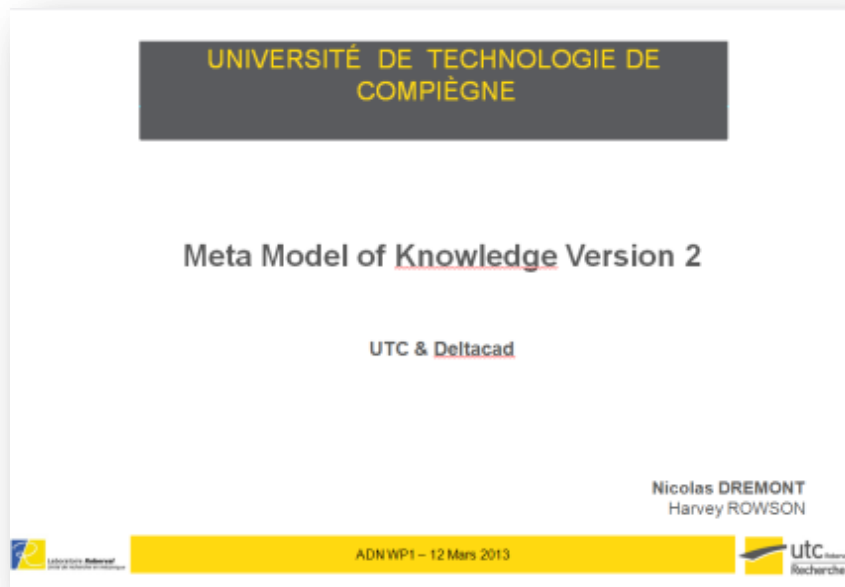 UNIVERSITÉ DE TECHNOLOGIE DE
COMPIÈGNE
Meta Model of Knowledge Version 2
UTC & Deltacad
Nicolas DREMONT
Harvey ROWSON
Laboratoire Roberval
ADN WP1 – 12 Mars 2013
utc
Recherche